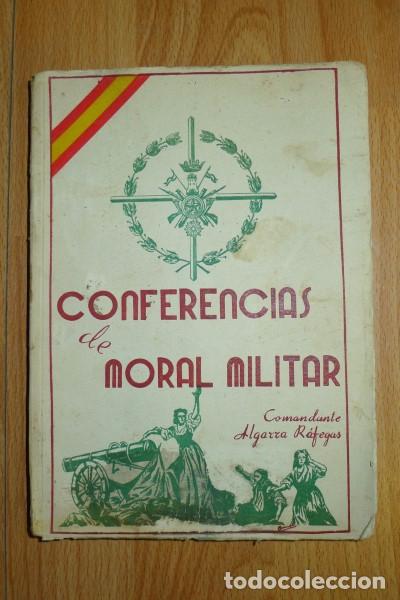 CONFERENCIAS
de
MORAL MILITAR
Comandante
Algarra Ráfegas
todocoleccion